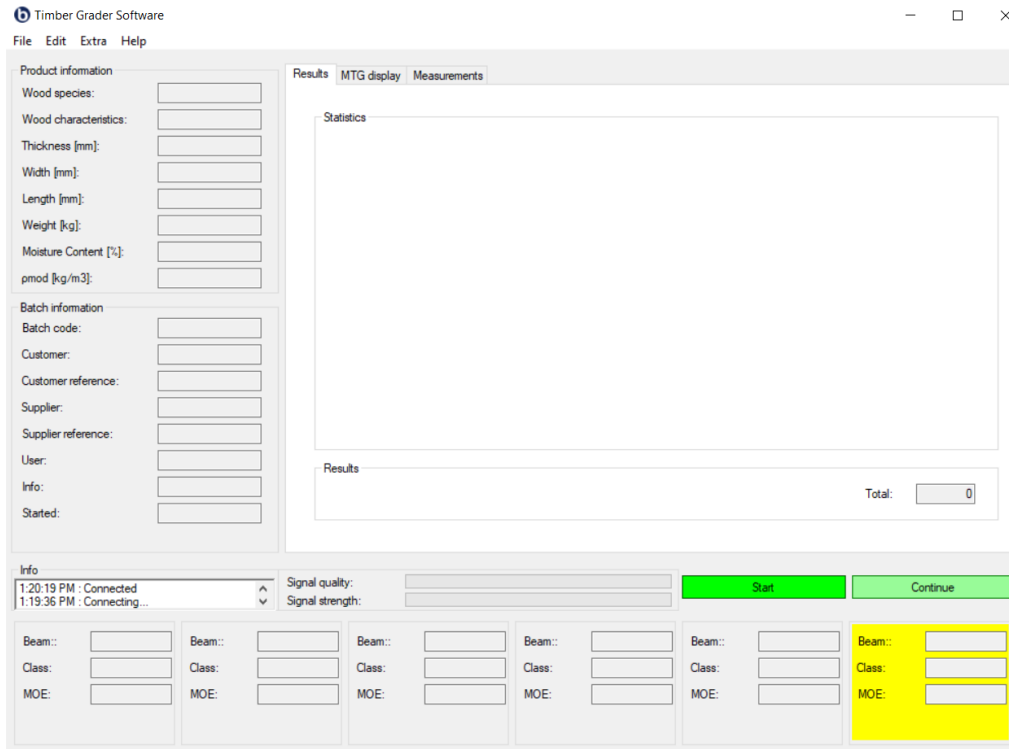 Timber Grader Software
File Edit Extra Help
Product information
Wood species:
Wood characteristics:
Thickness [mm]:
Width [mm]:
Length [mm]:
Weight [kg]:
Moisture Content [%]:
ρmod [kg/m3]:
Batch information
Batch code:
Customer:
Customer reference:
Supplier:
Supplier reference:
User:
Info:
Started:
Results MTG display Measurements
Statistics
Results
Total: 0
Info
1:20:19 PM : Connected
1:19:36 PM : Connecting...
Signal quality:
Signal strength:
Start Continue
Beam:: Beam:: Beam:: Beam:: Beam:: Beam::
Class: Class: Class: Class: Class: Class:
MOE: MOE: MOE: MOE: MOE: MOE: